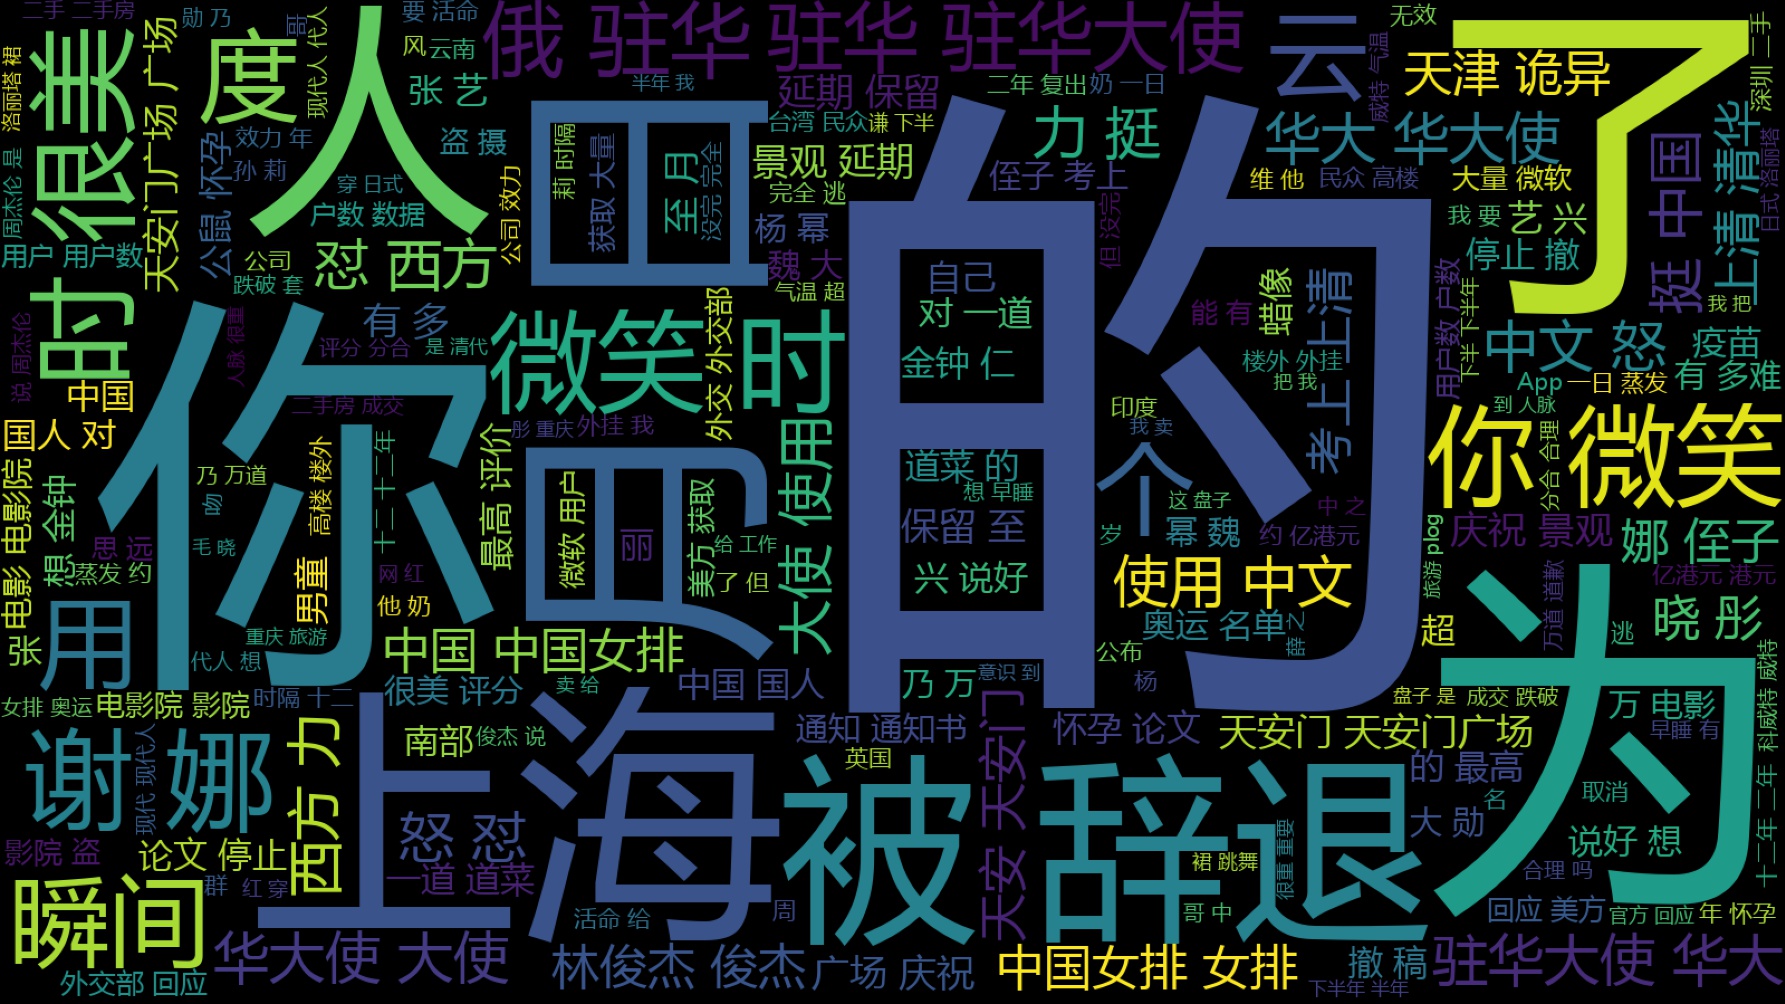 二手 二手房
勋 乃
哥
要 活命
俄 驻华
驻华 驻华大使
云
无效
了
深圳 二手
洛丽塔 裙
时 很美
天安门广场 广场
度
现代人 代人
人
风
云南
张 艺
半年 我
延期 保留
二年 复出
奶 一日
威特 气温
天津 诡异
周杰伦 是
公鼠 怀孕
效力 年
孙 莉
盗 摄
日
莉 时隔
获取 大量
至 月
没完 完全
台湾 民众
谦 下半
力 挺
华大 华大使
挺 中国
考上清华
上清 清华
日式 洛丽塔
穿 日式
户数 数据
公司 效力
景观 延期
完全 逃
侄子 考上
但 没完
维 他
民众 高楼
大量 微软
我 要
艺 兴
停止 撤
用户 用户数
公司
跌破 套
怼 西方
杨 幂
魏 大
气温 超
的
自己
对 一道
金钟 仁
能 有
蜡像
楼外 外挂
把 我
考上 上清
用户数 户数
下半 下半年
我 把
说 周杰伦
人脉 很重
有 多
评分 分合
是 清代
微笑 时
外交 外交部
中文 怒
疫苗
有 多难
App
一日 蒸发
到 人脉
中国
国人 对
你
二手房 成交
彤 重庆
外挂 我
印度
我 卖
个
道菜 的
想 早睡
保留 至
兴 说好
这 盘子
中 之
岁
幂 魏
约 亿港元
你 微笑
分合 合理
电影 电影院
想 金钟
思 远
蒸发 约
乃 万道
吻
毛 晓
高楼 楼外
十二 十二年
男童
网 红
他 奶
最高 评价
微软 用户
丽
美方 获取
给 工作
了 但
大使 使用
使用 中文
旅游 plog
庆祝 景观
娜 侄子
亿港元 港元
万道 道歉
张
用
重庆 旅游
代人 想
中国 中国女排
奥运 名单
薛 之
公布
超
逃
晓 彤
为
女排 奥运
电影院 影院
时隔 十二
很美 评分
卖 给
中国 国人
乃 万
意识 到
杨
盘子 是
成交 跌破
万 电影
早睡 有
科威特 威特
谢 娜
现代 现代人
西方 力
上海
南部
俊杰 说
通知 通知书
英国
天安 天安门
怀孕 论文
天安门 天安门广场
的 最高
取消
名
影院 盗
论文 停止
怒 怼
一道 道菜
被 辞退
裙 跳舞
很重 重要
大 勋
说好 想
合理 吗
十二年 二年
瞬间
群
红 穿
活命 给
周
哥 中
回应 美方
官方 回应
年 怀孕
外交部 回应
华大使 大使
林俊杰 俊杰
广场 庆祝
中国女排 女排
下半年 半年
撤 稿
驻华大使 华大